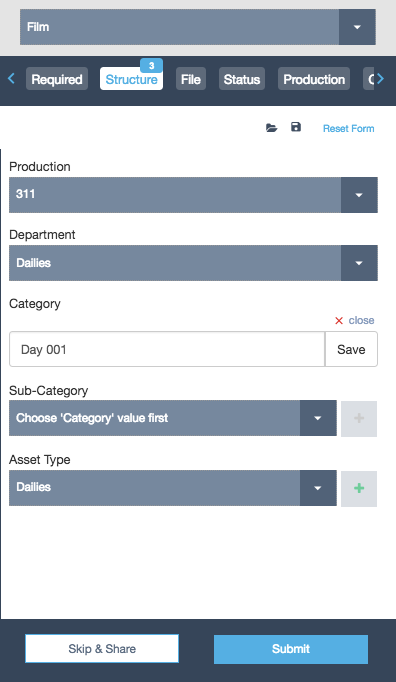 Film
3
Required Structure File Status Production
Reset Form
Production
311
Department
Dailies
Category
× close
Day 001 Save
Sub-Category
Choose 'Category' value first
+
Asset Type
Dailies
+
Skip & Share Submit